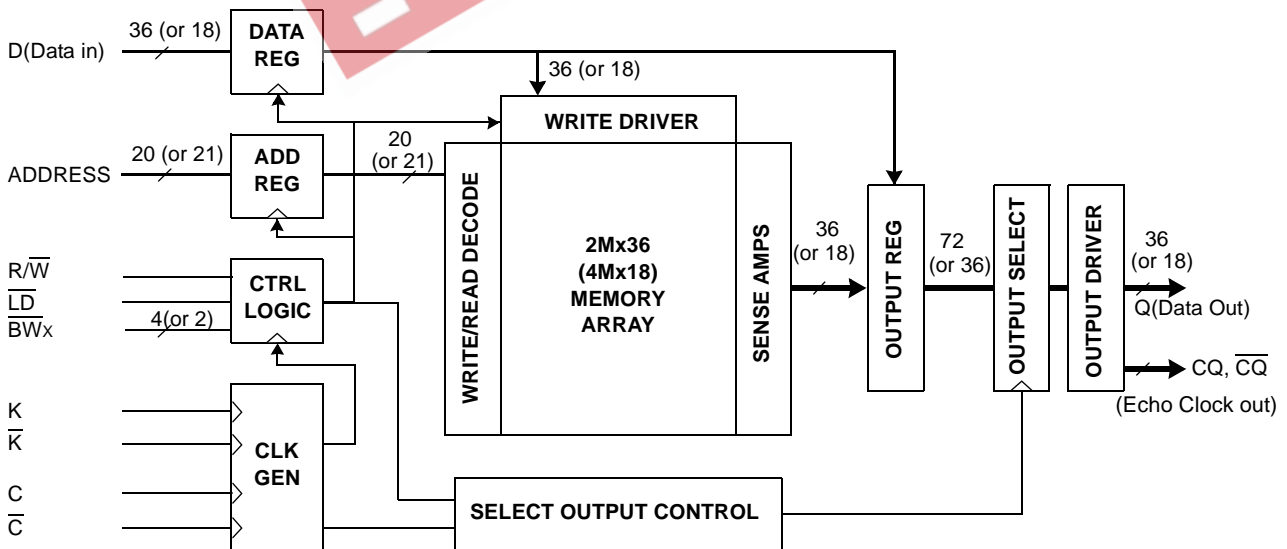 D(Data in)
36 (or 18)
DATA
REG
36 (or 18)
WRITE DRIVER
ADDRESS
20 (or 21)
ADD
REG
20
(or 21)
WRITE/READ DECODE
2Mx36
(4Mx18)
MEMORY
ARRAY
SENSE AMPS
36
(or 18)
OUTPUT REG
72
(or 36)
OUTPUT SELECT
OUTPUT DRIVER
36
(or 18)
Q(Data Out)
CQ, C̅Q̅
(Echo Clock out)
R/W̅
L̅D̅
B̅W̅x
4(or 2)
CTRL
LOGIC
K
K̅
C
C̅
CLK
GEN
SELECT OUTPUT CONTROL